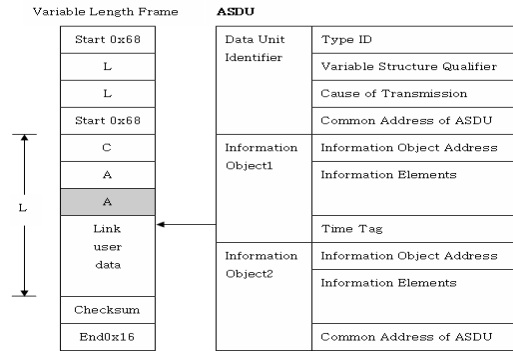 Variable Length Frame
Start 0x68
L
L
Start 0x68
C
A
A
Link
user
data
Checksum
End0x16
L
ASDU
Data Unit
Identifier
Type ID
Variable Structure Qualifier
Cause of Transmission
Common Address of ASDU
Information
Object1
Information Object Address
Information Elements
Time Tag
Information
Object2
Information Object Address
Information Elements
Common Address of ASDU